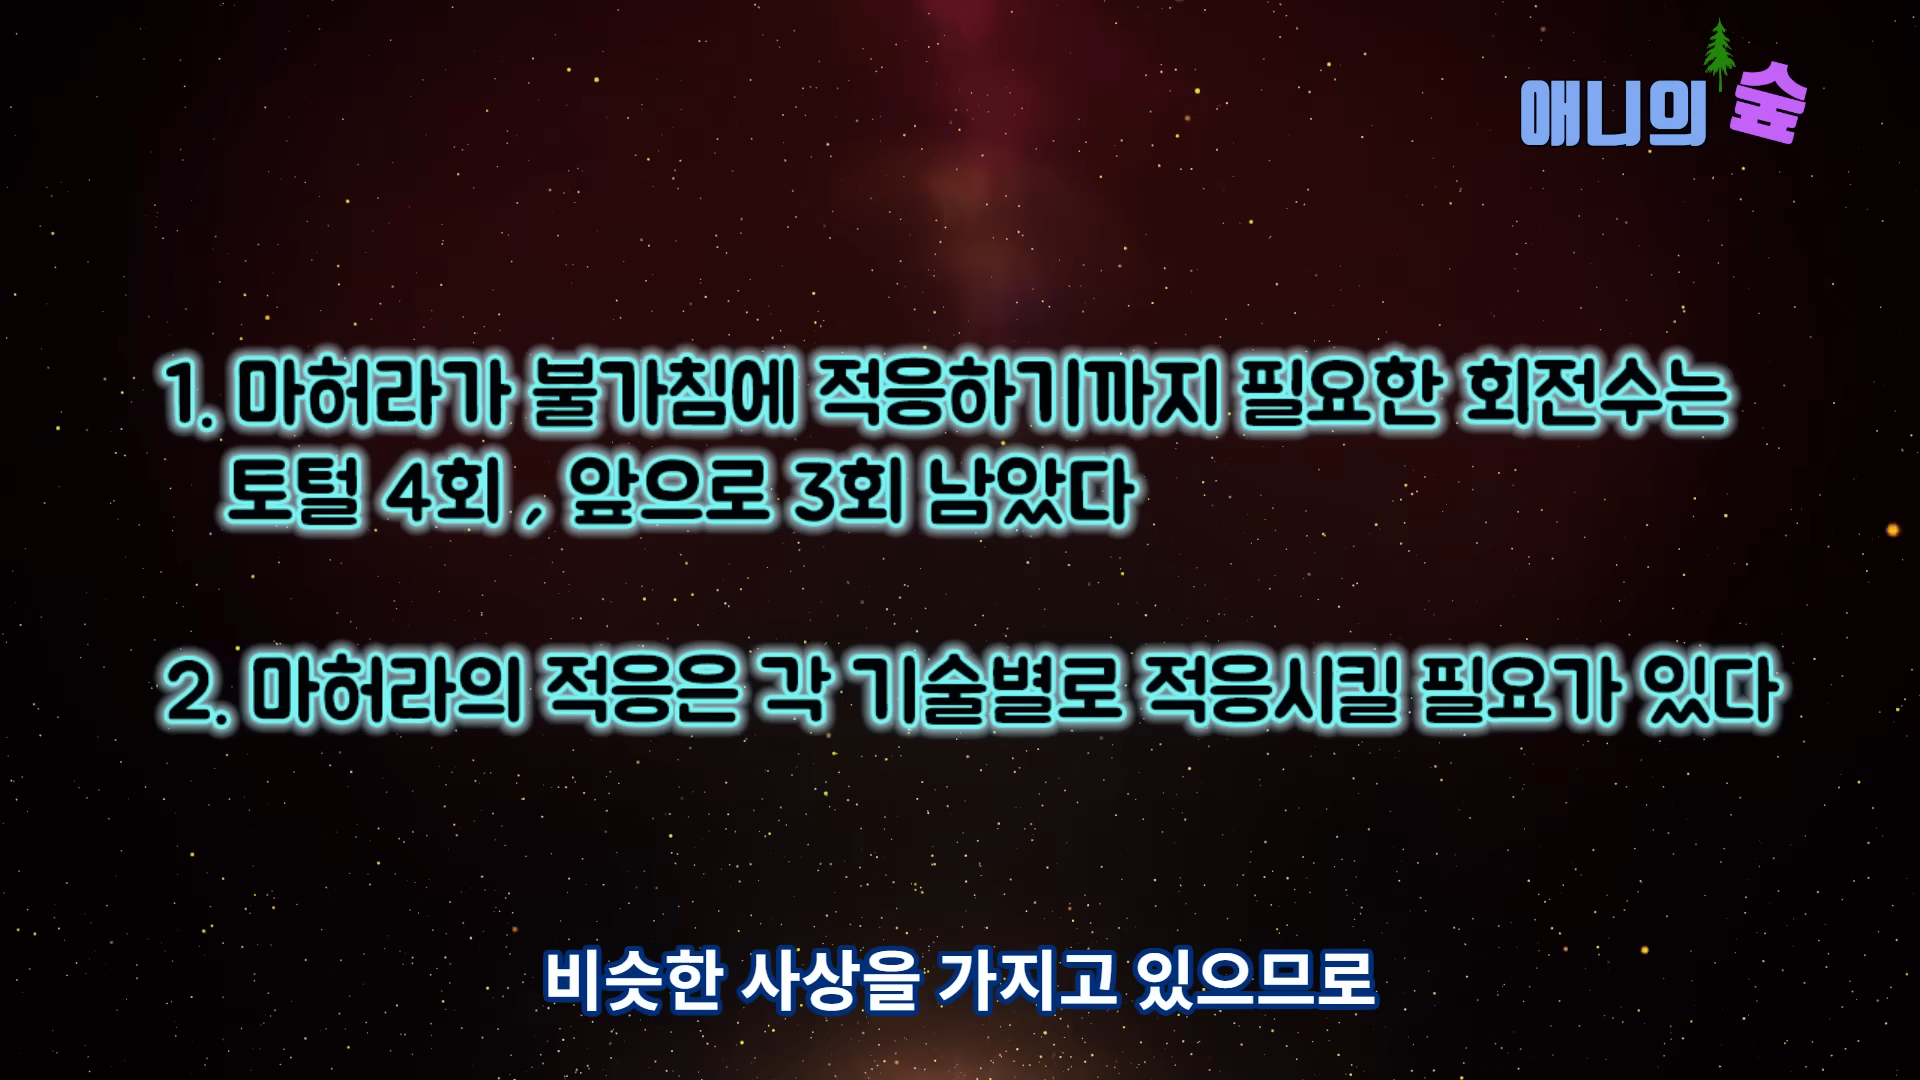 애니의 숲
1. 마허라가 불가침에 적응하기까지 필요한 회전수는
토털 4회 , 앞으로 3회 남았다
2. 마허라의 적응은 각 기술별로 적응시킬 필요가 있다
비슷한 사상을 가지고 있으므로